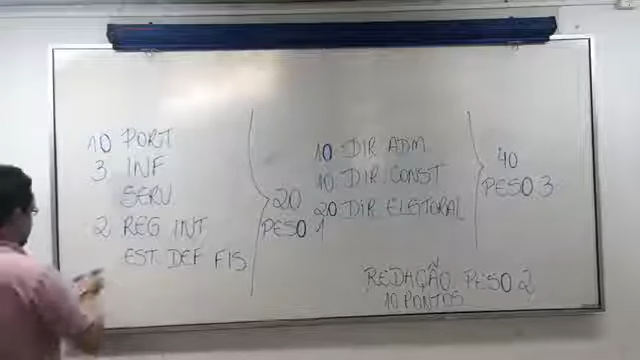 10 PORT
3 INF
SERV
2 REG INT
EST. DEF FIS
20
PESO 1
10 DIR ADM
10 DIR. CONST
20 DIR ELEITORAL
40
PESO 3
REDAÇÃO PESO 2
10 PONTOS